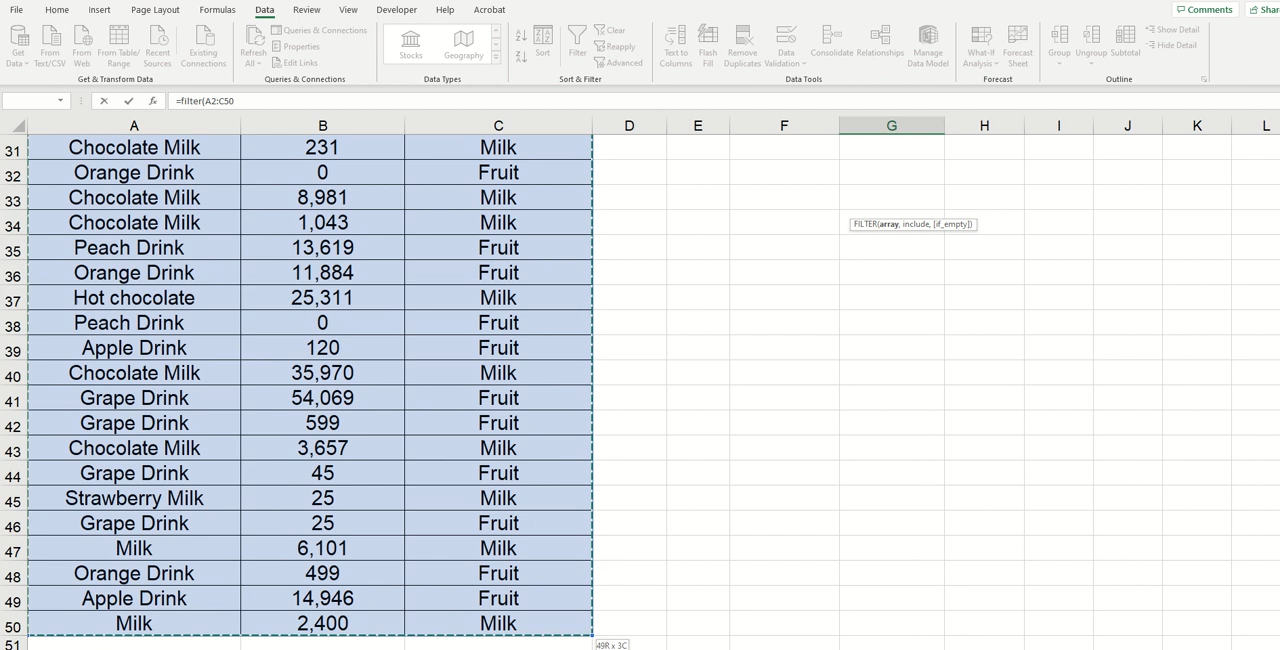 File Home Insert Page Layout Formulas Data Review View Developer Help Acrobat Comments Shar
Get Data From Text/CSV From Web From Table/ Range Recent Sources Existing Connections Refresh All Queries & Connections Properties Edit Links Stocks Geography Sort Filter Clear Reapply Advanced Text to Columns Flash Fill Remove Duplicates Data Validation Consolidate Relationships Manage Data Model What-If Analysis Forecast Sheet Group Ungroup Subtotal Show Detail Hide Detail
Get & Transform Data Queries & Connections Data Types Sort & Filter Data Tools Forecast Outline
fx =filter(A2:C50
A B C D E F G H I J K L
31 Chocolate Milk 231 Milk
32 Orange Drink 0 Fruit
33 Chocolate Milk 8,981 Milk
34 Chocolate Milk 1,043 Milk FILTER(array, include, [if_empty])
35 Peach Drink 13,619 Fruit
36 Orange Drink 11,884 Fruit
37 Hot chocolate 25,311 Milk
38 Peach Drink 0 Fruit
39 Apple Drink 120 Fruit
40 Chocolate Milk 35,970 Milk
41 Grape Drink 54,069 Fruit
42 Grape Drink 599 Fruit
43 Chocolate Milk 3,657 Milk
44 Grape Drink 45 Fruit
45 Strawberry Milk 25 Milk
46 Grape Drink 25 Fruit
47 Milk 6,101 Milk
48 Orange Drink 499 Fruit
49 Apple Drink 14,946 Fruit
50 Milk 2,400 Milk
51 49R x 3C